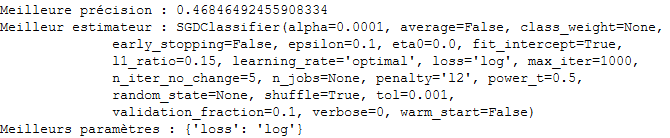 Meilleure précision : 0.46846492455908334
Meilleur estimateur : SGDClassifier(alpha=0.0001, average=False, class_weight=None,
early_stopping=False, epsilon=0.1, eta0=0.0, fit_intercept=True,
l1_ratio=0.15, learning_rate='optimal', loss='log', max_iter=1000,
n_iter_no_change=5, n_jobs=None, penalty='l2', power_t=0.5,
random_state=None, shuffle=True, tol=0.001,
validation_fraction=0.1, verbose=0, warm_start=False)
Meilleurs paramètres : {'loss': 'log'}